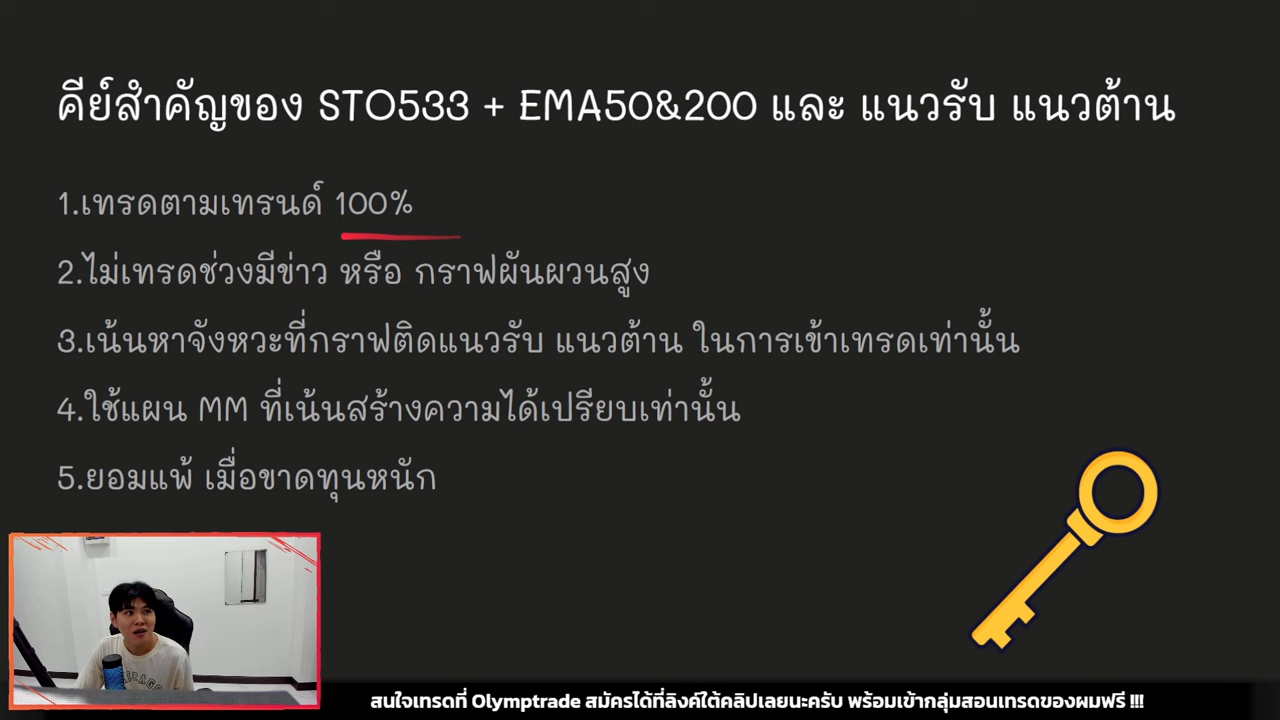 คีย์สำคัญของ STO533 + EMA50&200 และ แนวรับ แนวต้าน
1.เทรดตามเทรนด์ 100%
2.ไม่เทรดช่วงมีข่าว หรือ กราฟผันผวนสูง
3.เน้นหาจังหวะที่กราฟติดแนวรับ แนวต้าน ในการเข้าเทรดเท่านั้น
4.ใช้แผน MM ที่เน้นสร้างความได้เปรียบเท่านั้น
5.ยอมแพ้ เมื่อขาดทุนหนัก
สนใจเทรดที่ Olymptrade สมัครได้ที่ลิงค์ใต้คลิปเลยนะครับ พร้อมเข้ากลุ่มสอนเทรดของผมฟรี !!!